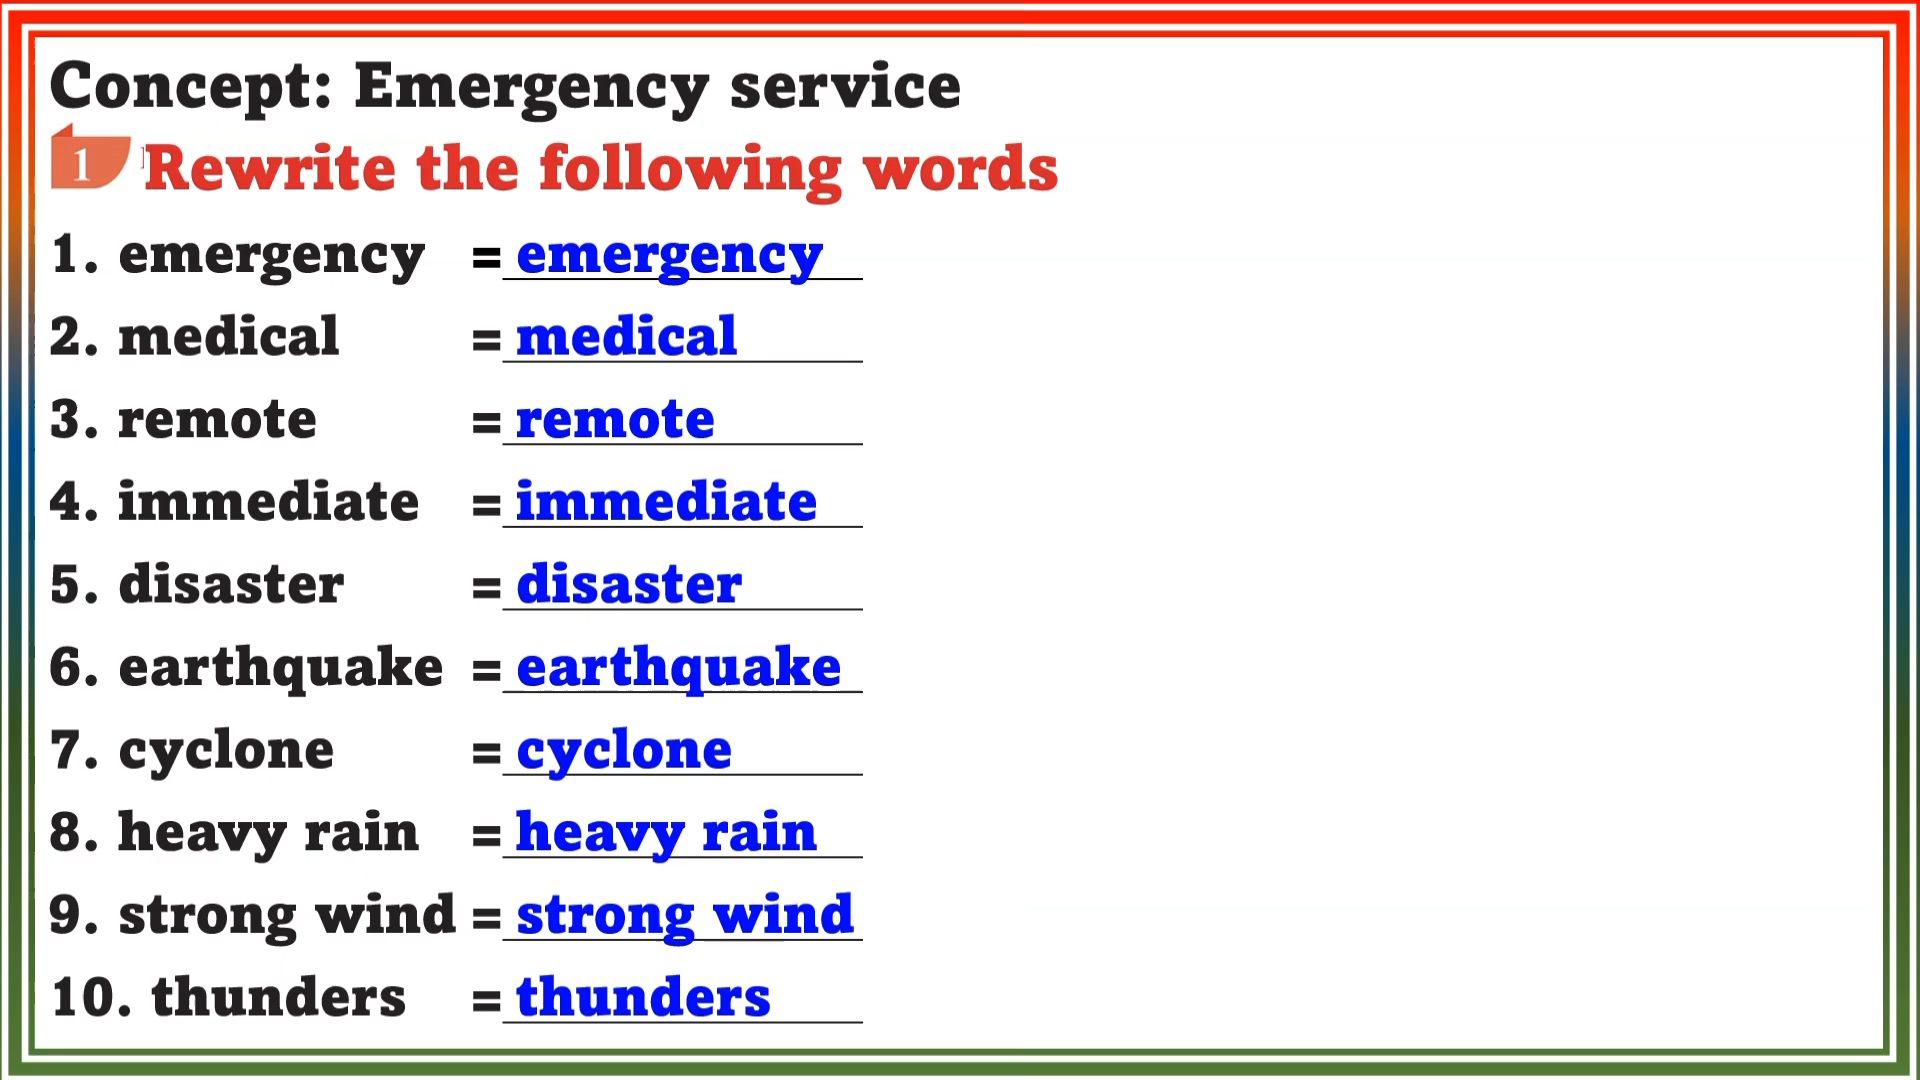 Concept: Emergency service
1 Rewrite the following words
1. emergency = emergency
2. medical = medical
3. remote = remote
4. immediate = immediate
5. disaster = disaster
6. earthquake = earthquake
7. cyclone = cyclone
8. heavy rain = heavy rain
9. strong wind = strong wind
10. thunders = thunders